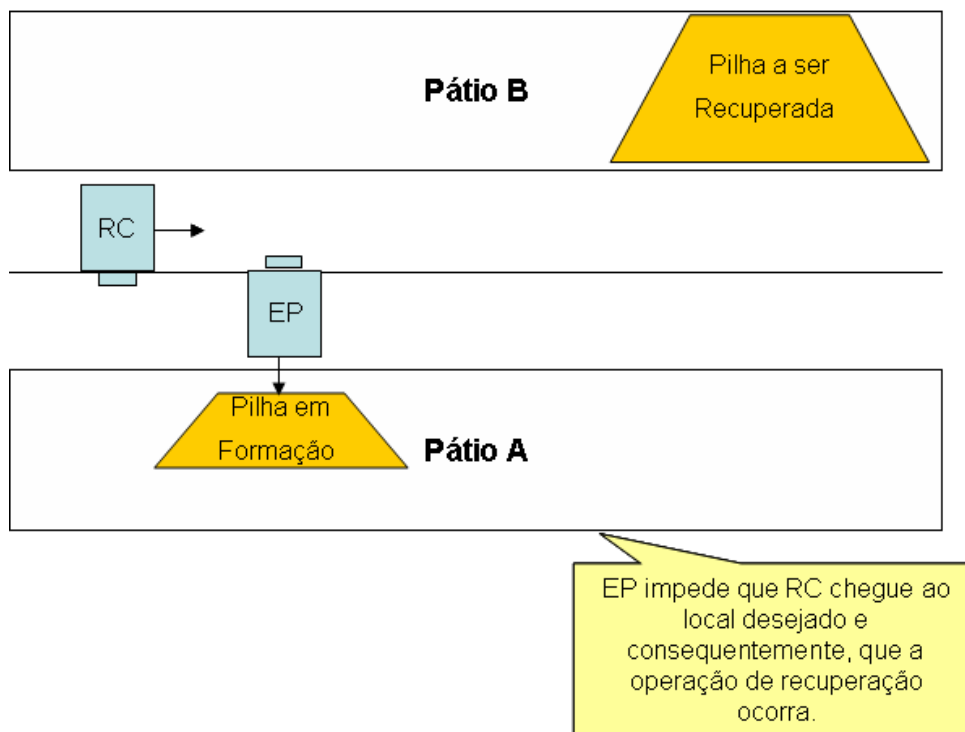 Pátio B
Pilha a ser
Recuperada
RC
EP
Pilha em
Formação
Pátio A
EP impede que RC chegue ao
local desejado e
consequentemente, que a
operação de recuperação
ocorra.